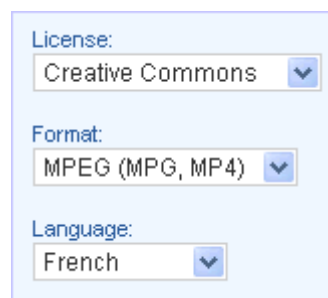 License:
Creative Commons
Format:
MPEG (MPG, MP4)
Language:
French